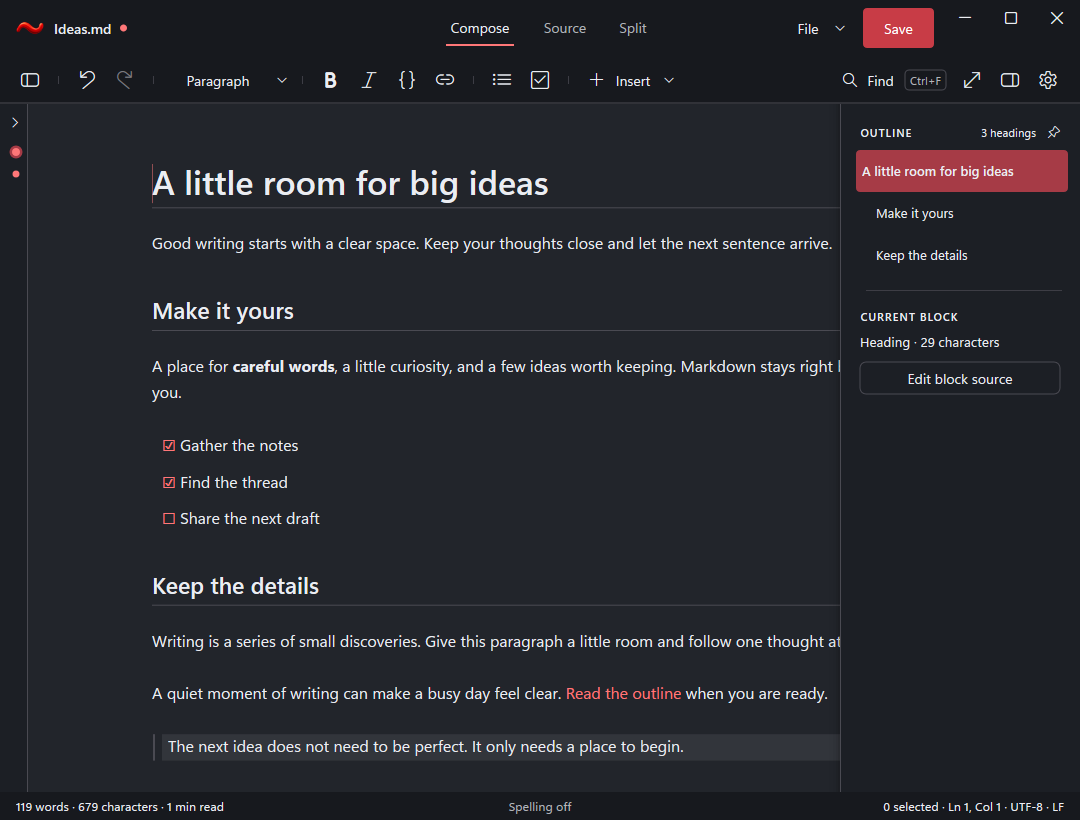 Ideas.md
Compose Source Split
File
Save
Paragraph
B I {} Insert
Find Ctrl+F
A little room for big ideas
Good writing starts with a clear space. Keep your thoughts close and let the next sentence arrive.
Make it yours
A place for careful words, a little curiosity, and a few ideas worth keeping. Markdown stays right
you.
Gather the notes
Find the thread
Share the next draft
Keep the details
Writing is a series of small discoveries. Give this paragraph a little room and follow one thought at
A quiet moment of writing can make a busy day feel clear. Read the outline when you are ready.
The next idea does not need to be perfect. It only needs a place to begin.
OUTLINE 3 headings
A little room for big ideas
Make it yours
Keep the details
CURRENT BLOCK
Heading · 29 characters
Edit block source
119 words · 679 characters · 1 min read
Spelling off
0 selected · Ln 1, Col 1 · UTF-8 · LF